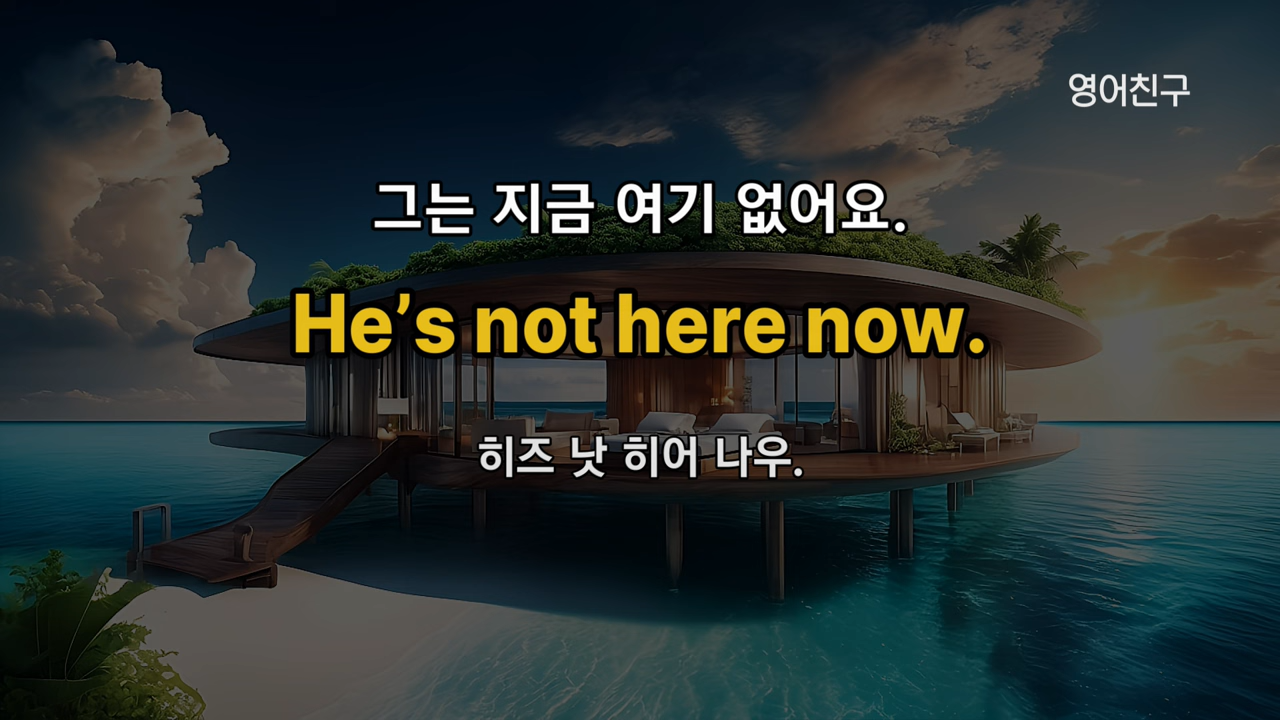 영어친구
그는 지금 여기 없어요.
He’s not here now.
히즈 낫 히어 나우.